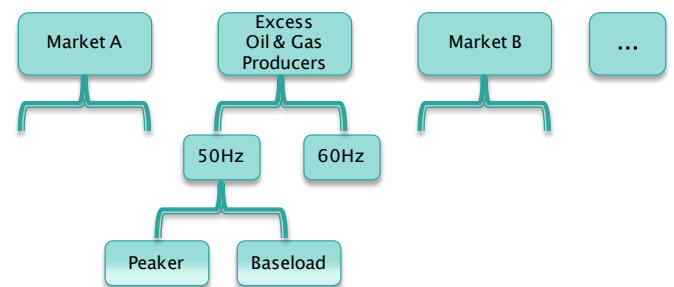 Market A
Excess
Oil & Gas
Producers
Market B
...
50Hz
60Hz
Peaker
Baseload